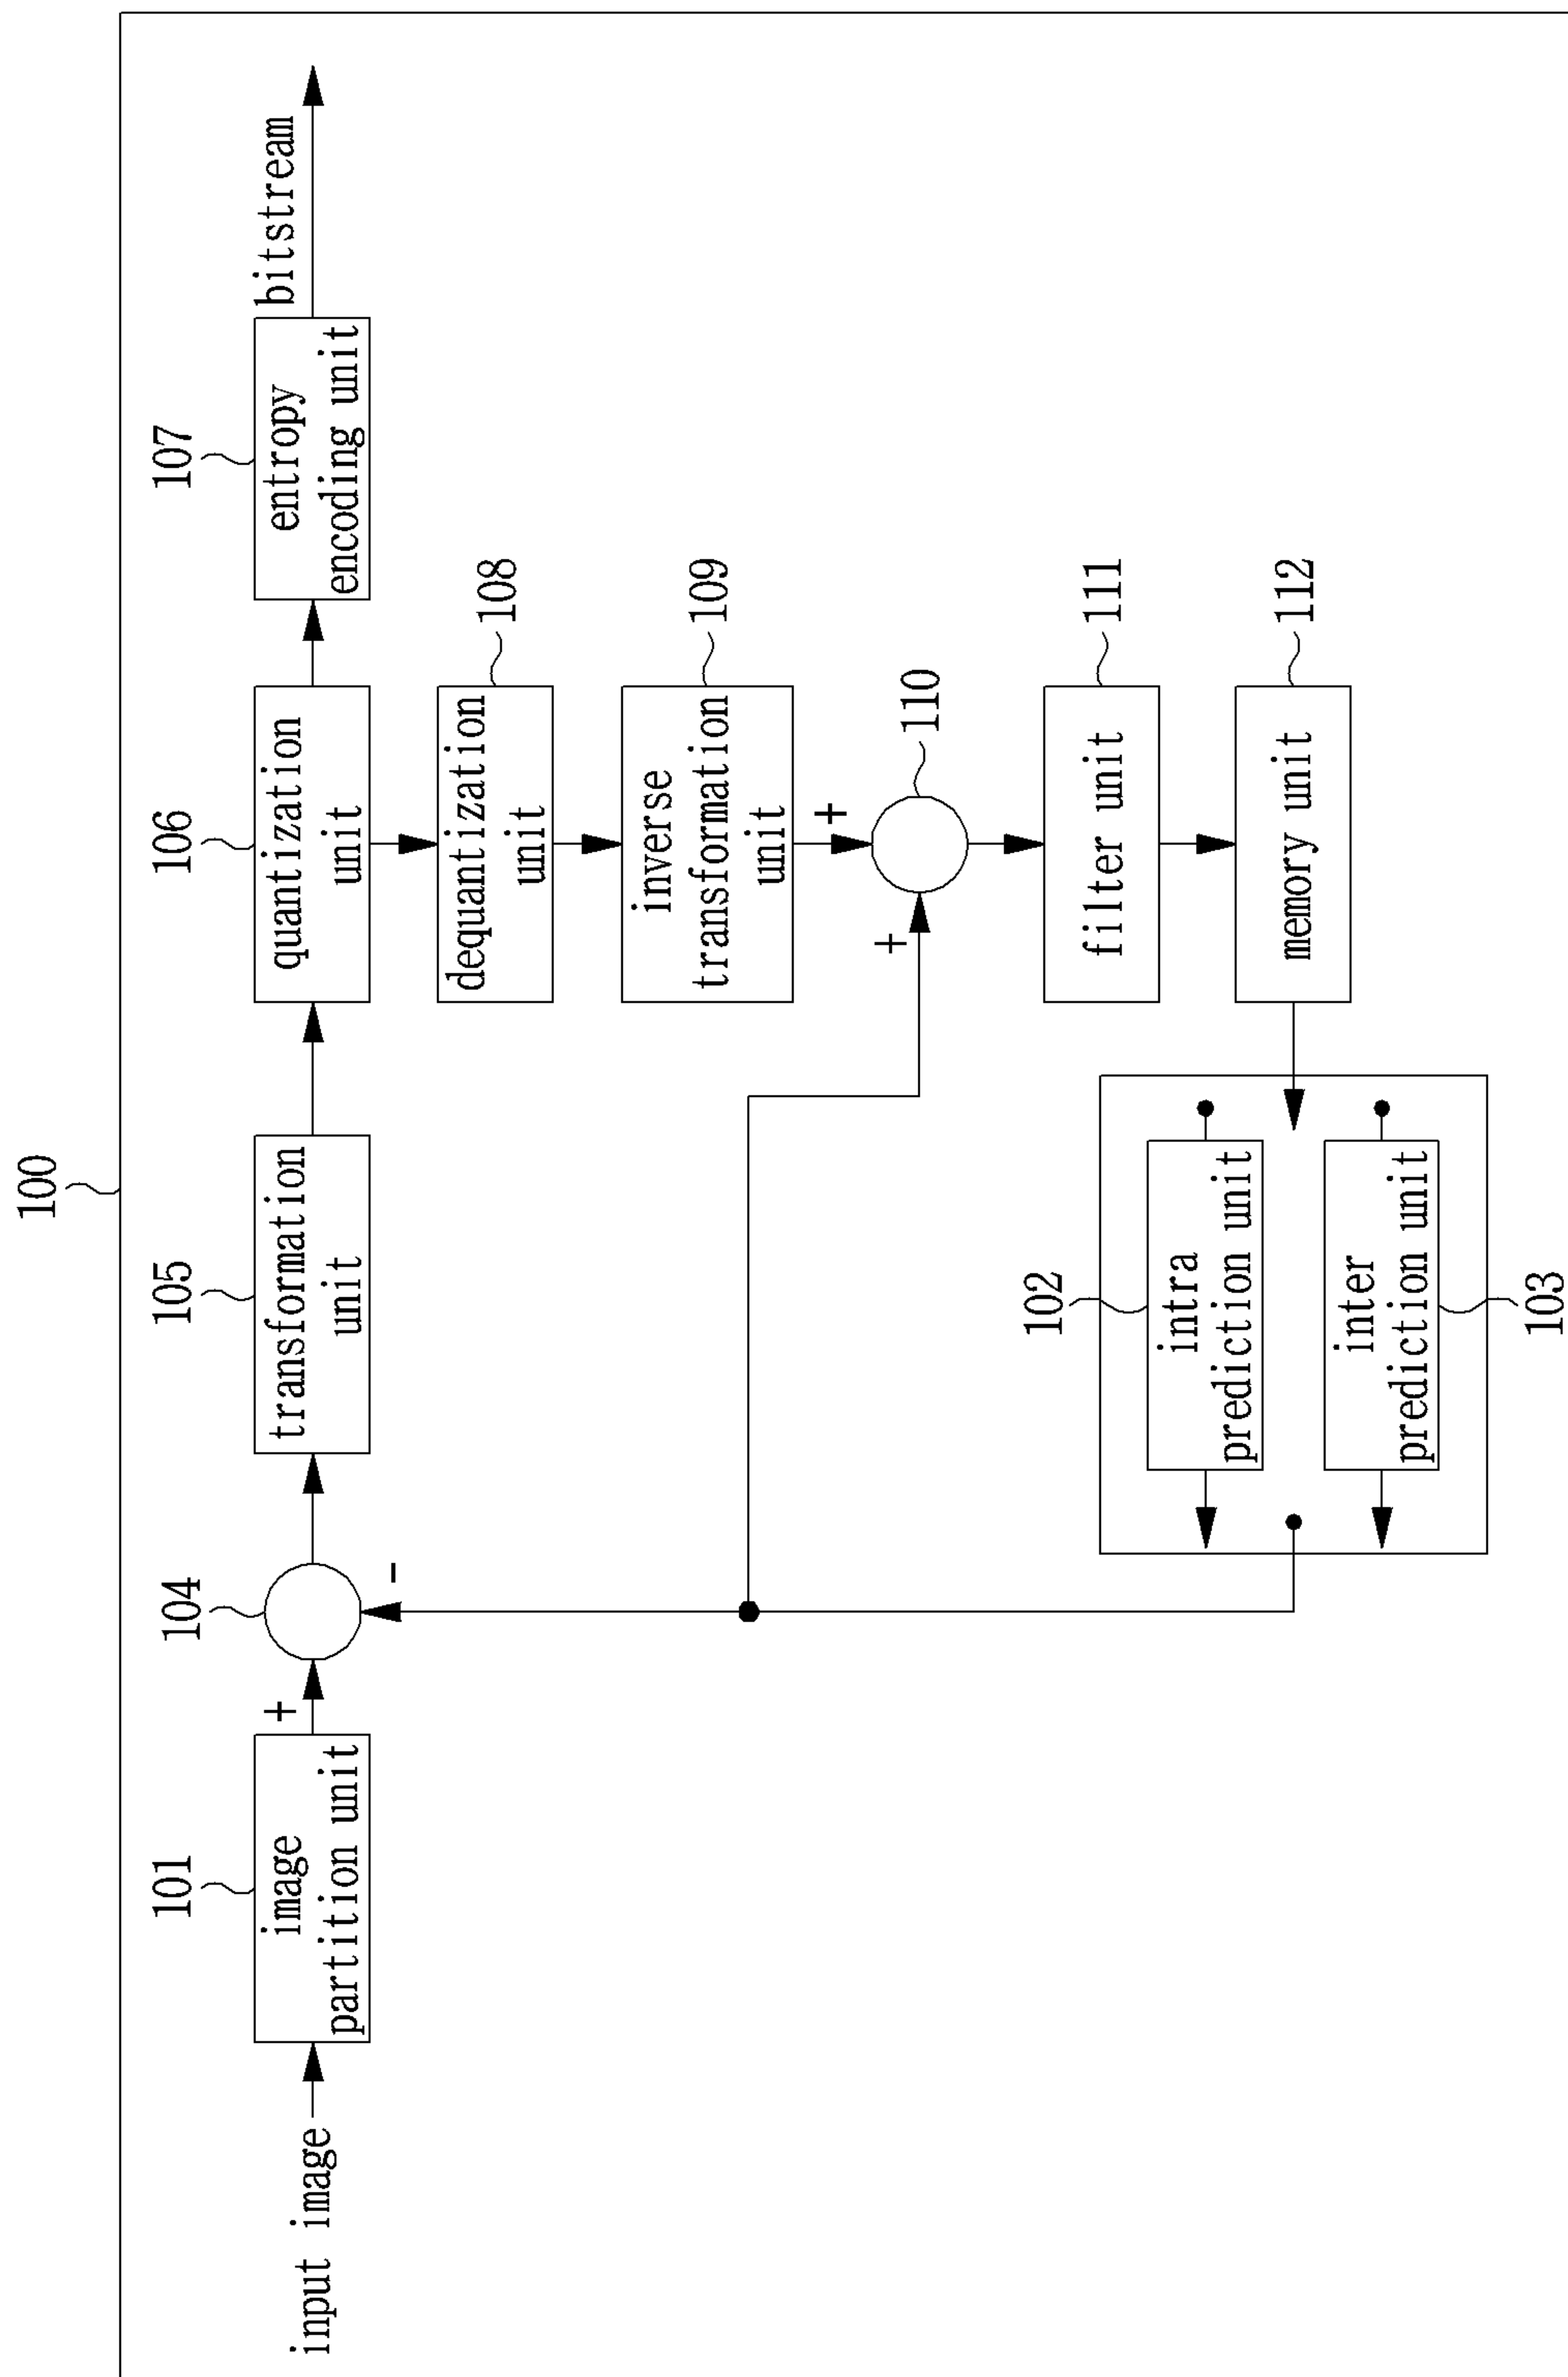 100
101
104
105
106
107
input image
image
partition unit
+
-
transformation
unit
quantization
unit
entropy
encoding unit
bitstream
dequantization
unit
108
inverse
transformation
unit
109
+
+
110
filter unit
111
memory unit
112
102
intra
prediction unit
inter
prediction unit
103